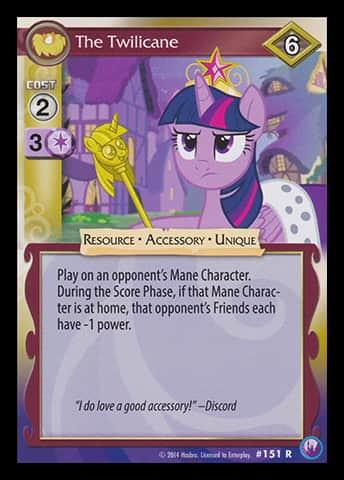 The Twilicane
6
COST
2
3
RESOURCE • ACCESSORY • UNIQUE
Play on an opponent's Mane Character.
During the Score Phase, if that Mane Charac-
ter is at home, that opponent's Friends each
have -1 power.
"I do love a good accessory!" –Discord
© 2014 Hasbro. Licensed to Enterplay. #151 R